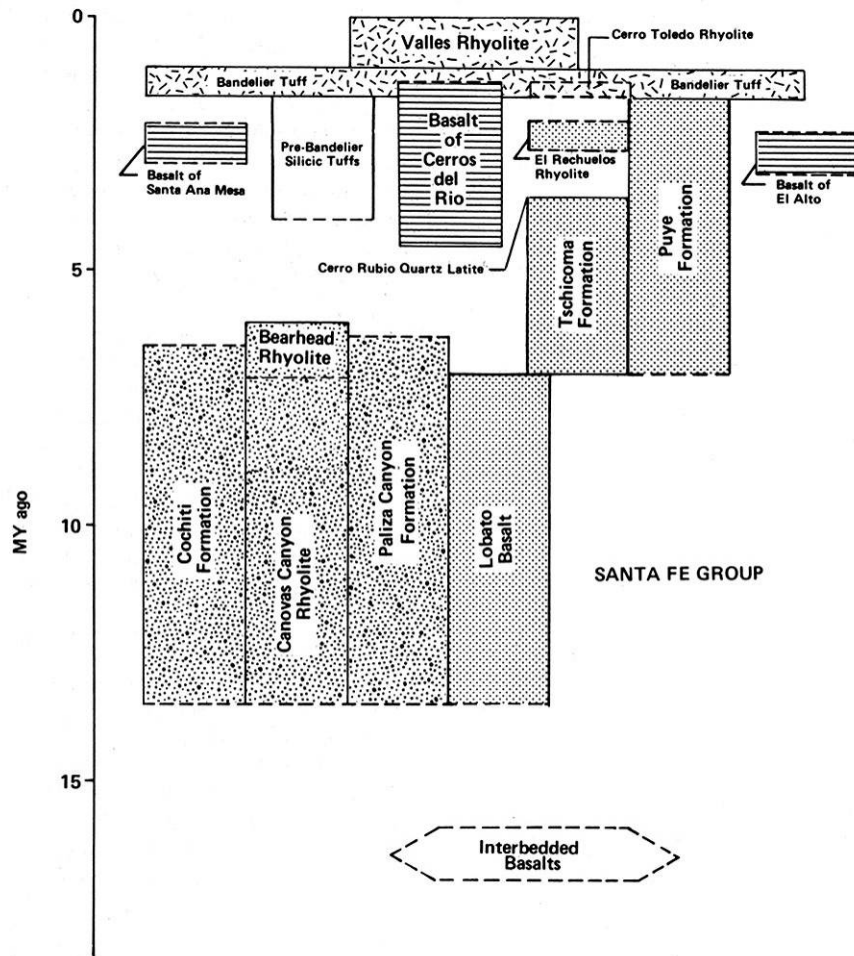 0
Valles Rhyolite
Cerro Toledo Rhyolite
Bandelier Tuff
Bandelier Tuff
Basalt of
Santa Ana Mesa
Pre-Bandelier
Silicic Tuffs
Basalt
of
Cerros
del
Rio
El Rechuelos
Rhyolite
Basalt of
El Alto
Puye
Formation
5
Cerro Rubio Quartz Latite
Tschicoma
Formation
Bearhead
Rhyolite
Cochiti
Formation
Canovas Canyon
Rhyolite
Paliza Canyon
Formation
Lobato
Basalt
MY ago
10
SANTA FE GROUP
15
Interbedded
Basalts